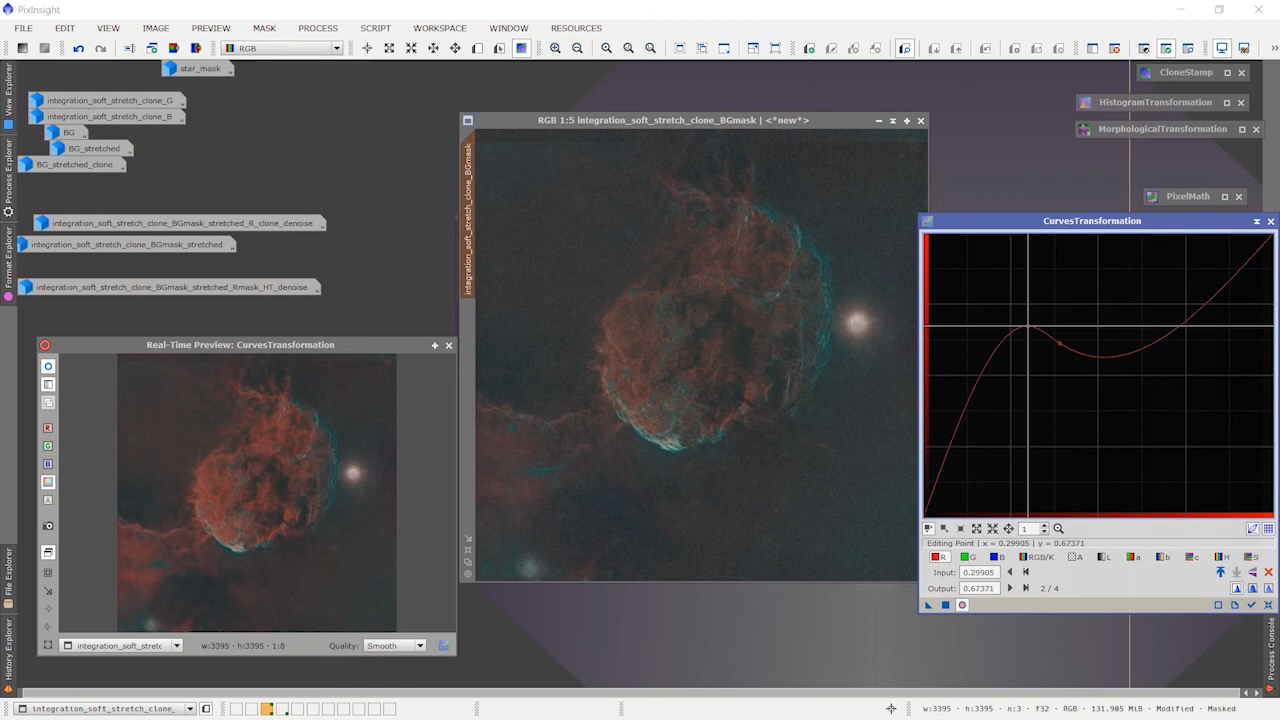 PixInsight
FILE EDIT VIEW IMAGE PREVIEW MASK PROCESS SCRIPT WORKSPACE WINDOW RESOURCES
RGB
View Explorer
Process Explorer
Format Explorer
File Explorer
History Explorer
star_mask
integration_soft_stretch_clone_G
integration_soft_stretch_clone_B
BG
BG_stretched
BG_stretched_clone
integration_soft_stretch_clone_BGmask_stretched_R_clone_denoise
integration_soft_stretch_clone_BGmask_stretched
integration_soft_stretch_clone_BGmask_stretched_Rmask_HT_denoise
RGB 1:5 integration_soft_stretch_clone_BGmask | <*new*>
integration_soft_stretch_clone_BGmask
CloneStamp
HistogramTransformation
MorphologicalTransformation
PixelMath
Real-Time Preview: CurvesTransformation
R
G
B
A
integration_soft_stretc
w:3395 · h:3395 · 1:8
Quality: Smooth
CurvesTransformation
1
Editing Point | x = 0.29905 | y = 0.67371
R G B RGB/K A L a b c H S
Input: 0.29905
Output: 0.67371 2 / 4
Process Console
integration_soft_stretch_clone_
w:3395 · h:3395 · n:3 · f32 · RGB · 131.905 MiB · Modified · Masked